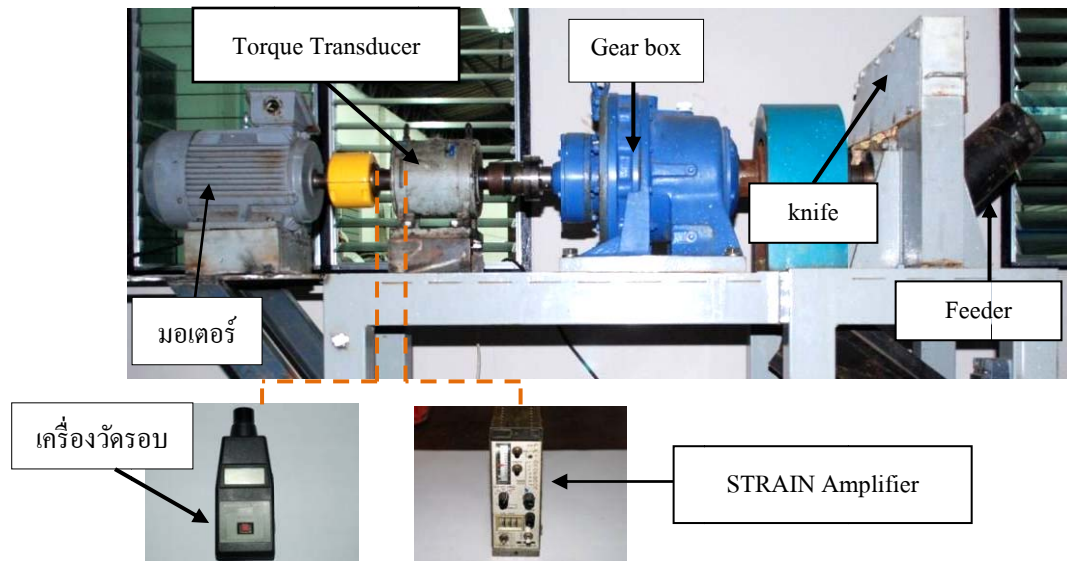 Torque Transducer
Gear box
knife
มอเตอร์
Feeder
เครื่องวัดรอบ
STRAIN Amplifier